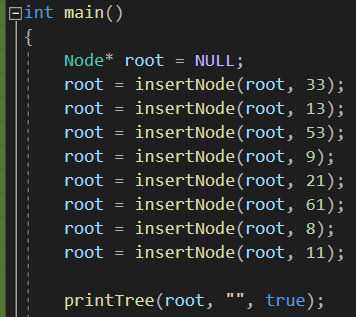 int main()
{
Node* root = NULL;
root = insertNode(root, 33);
root = insertNode(root, 13);
root = insertNode(root, 53);
root = insertNode(root, 9);
root = insertNode(root, 21);
root = insertNode(root, 61);
root = insertNode(root, 8);
root = insertNode(root, 11);
printTree(root, "", true);